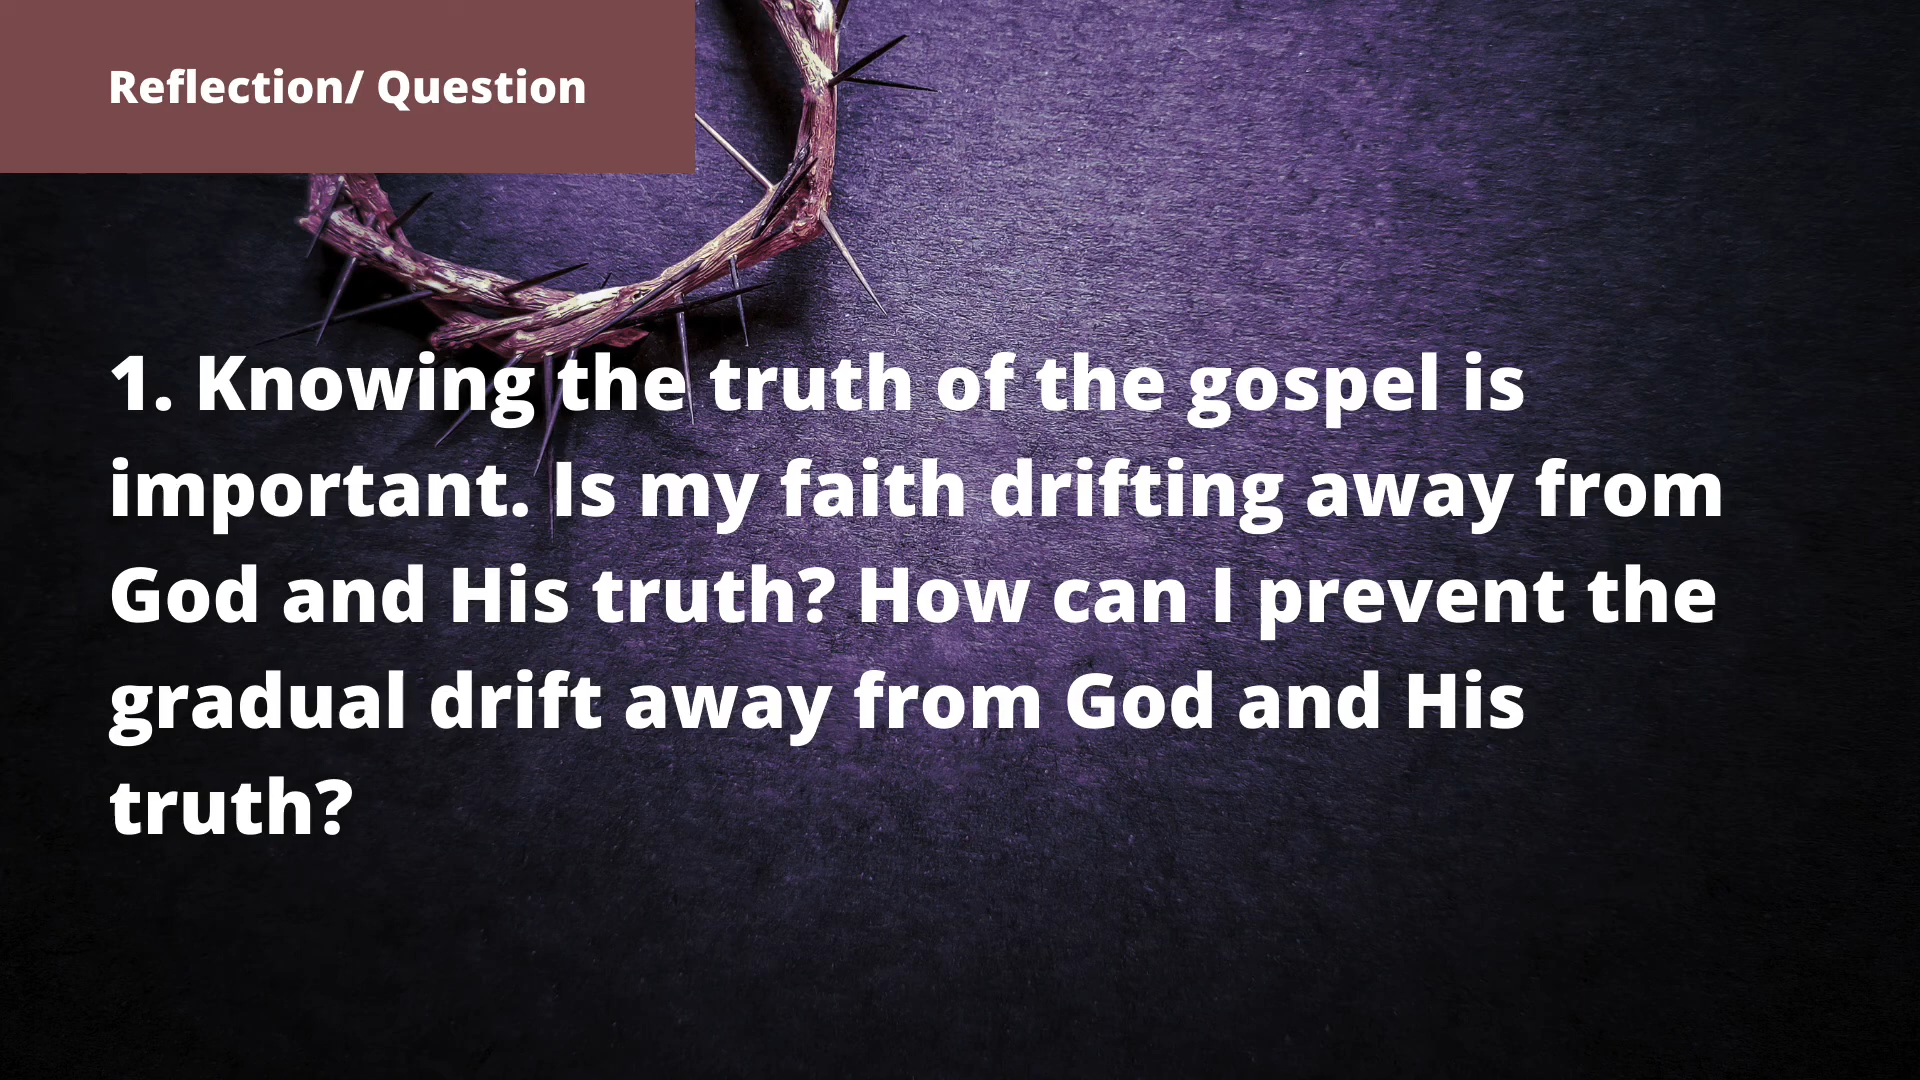 Reflection/ Question
1. Knowing the truth of the gospel is
important. Is my faith drifting away from
God and His truth? How can I prevent the
gradual drift away from God and His
truth?